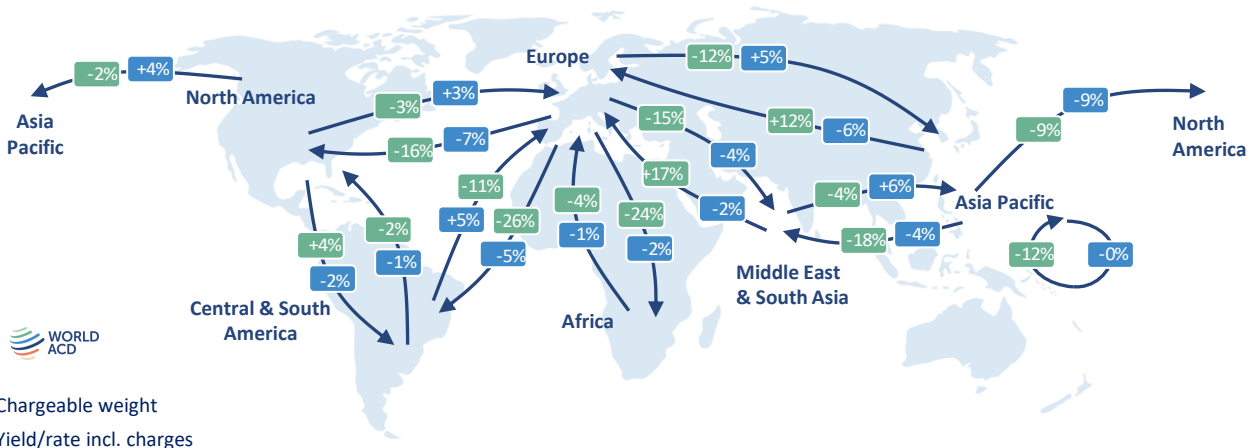 Europe
-12% +5%
-2% +4%
North America
Asia
Pacific
-3% +3%
-16% -7%
-15%
-4%
+12% -6%
-9%
-9%
North
America
+17%
-2%
-4% +6%
Asia Pacific
-18% -4%
-12% -0%
-11%
+5%
-26%
-5%
-4%
-1%
-24%
-2%
+4%
-2%
-2%
-1%
Middle East
& South Asia
Central & South
America
Africa
WORLD
ACD
Chargeable weight
Yield/rate incl. charges